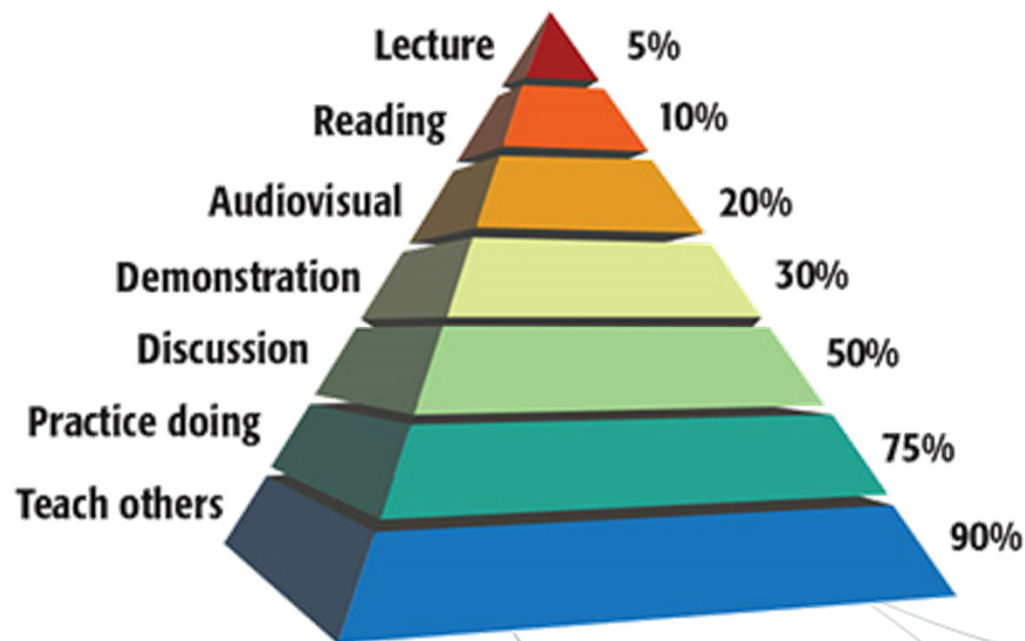 Lecture 5%
Reading 10%
Audiovisual 20%
Demonstration 30%
Discussion 50%
Practice doing 75%
Teach others 90%